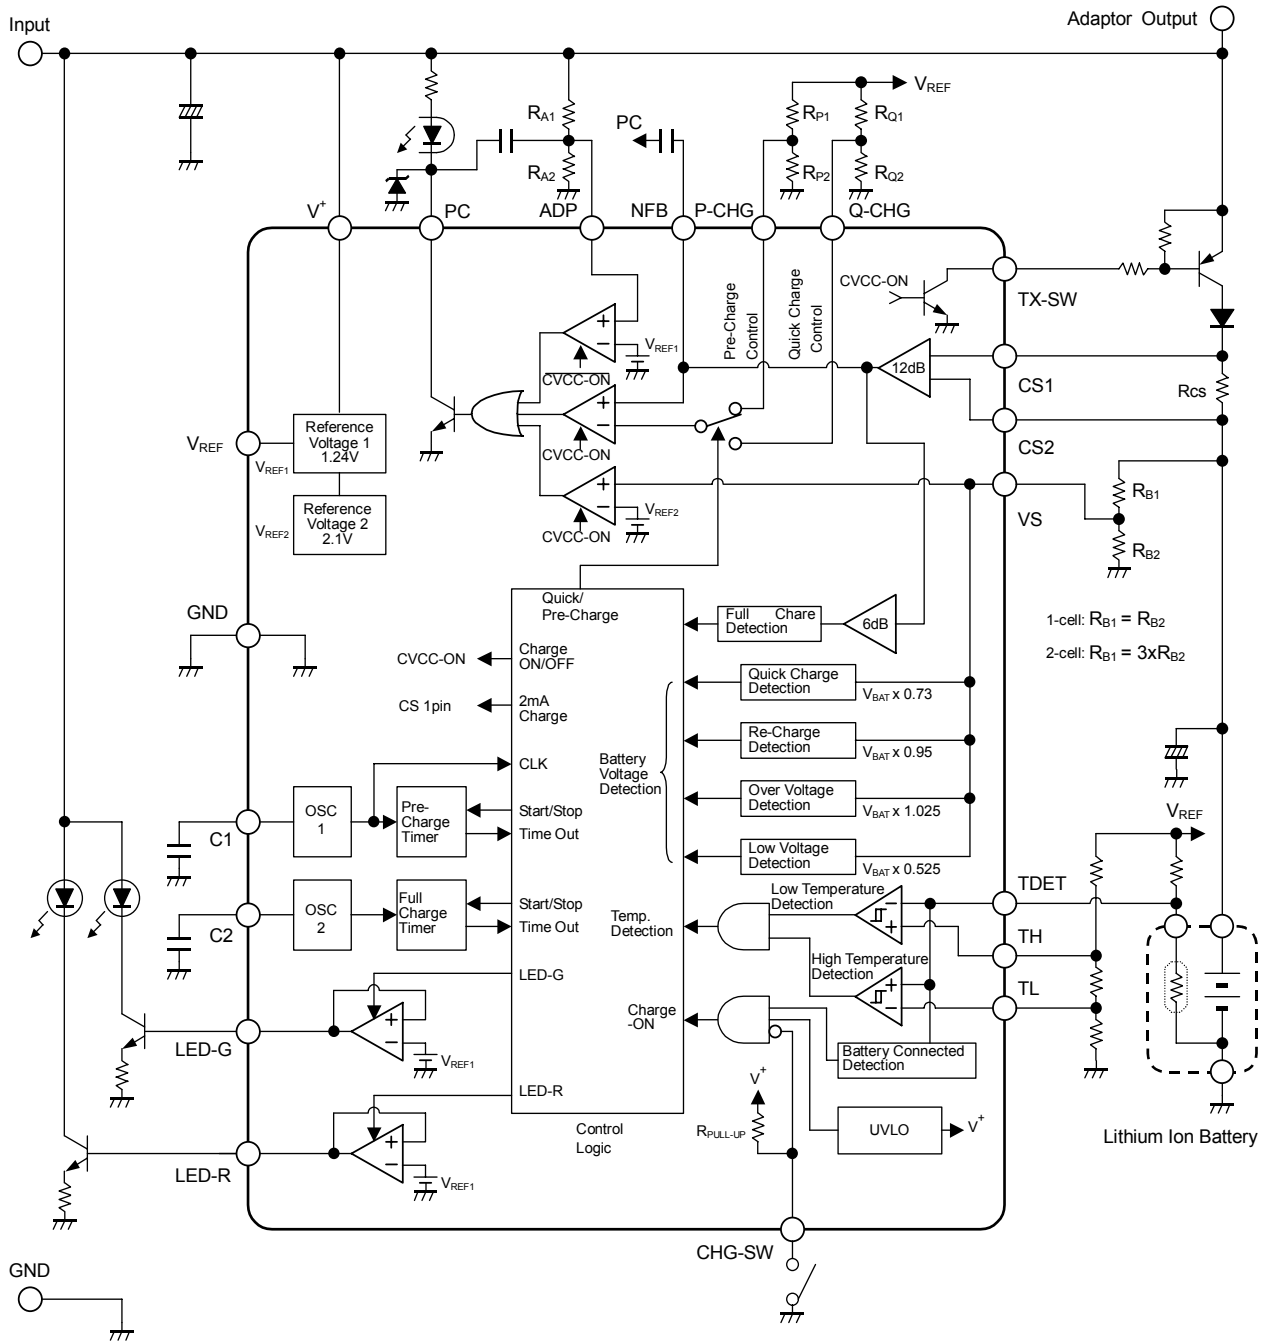 Input
Adaptor Output
VREF
RA1
PC
RP1
RQ1
RA2
RP2
RQ2
V+
PC
ADP
NFB
P-CHG
Q-CHG
CVCC-ON
TX-SW
Pre-Charge
Control
Quick Charge
Control
+
−
VREF1
CVCC-ON
12dB
CS1
Rcs
CS2
+
−
CVCC-ON
Reference
Voltage 1
1.24V
VREF
VREF1
Reference
Voltage 2
2.1V
VREF2
+
−
VREF2
CVCC-ON
VS
RB1
RB2
GND
Quick/
Pre-Charge
Full Chare
Detection
6dB
1-cell: RB1 = RB2
2-cell: RB1 = 3xRB2
CVCC-ON
Charge
ON/OFF
CS 1pin
2mA
Charge
Quick Charge
Detection
VBAT x 0.73
Re-Charge
Detection
VBAT x 0.95
Battery
Voltage
Detection
CLK
Over Voltage
Detection
VBAT x 1.025
Low Voltage
Detection
VBAT x 0.525
C1
OSC
1
Pre-
Charge
Timer
Start/Stop
Time Out
VREF
C2
OSC
2
Full
Charge
Timer
Start/Stop
Time Out
Temp.
Detection
Low Temperature
Detection
−
+
TDET
TH
High Temperature
Detection
+
−
TL
LED-G
Charge
-ON
Battery Connected
Detection
LED-G
+
−
VREF1
LED-R
V+
RPULL-UP
UVLO
V+
Control
Logic
LED-R
+
−
VREF1
Lithium Ion Battery
CHG-SW
GND